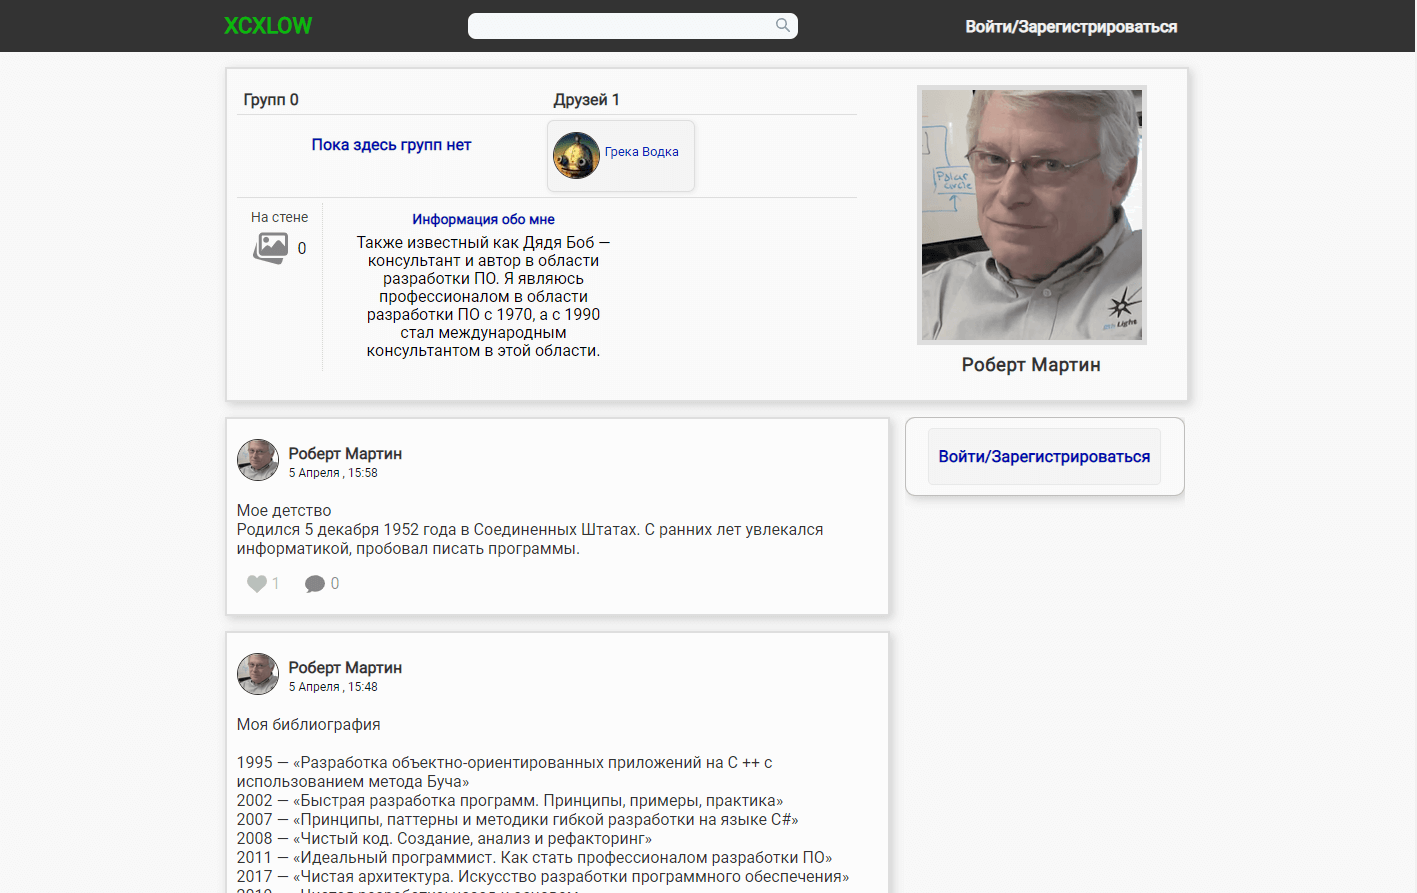 XCXLOW
Войти/Зарегистрироваться
Групп 0
Друзей 1
Пока здесь групп нет
Грека Водка
На стене
0
Информация обо мне
Также известный как Дядя Боб —
консультант и автор в области
разработки ПО. Я являюсь
профессионалом в области
разработки ПО с 1970, а с 1990
стал международным
консультантом в этой области.
Polar
circle
Light
Роберт Мартин
Роберт Мартин
5 Апреля , 15:58
Мое детство
Родился 5 декабря 1952 года в Соединенных Штатах. С ранних лет увлекался
информатикой, пробовал писать программы.
1
0
Войти/Зарегистрироваться
Роберт Мартин
5 Апреля , 15:48
Моя библиография
1995 — «Разработка объектно-ориентированных приложений на C ++ с
использованием метода Буча»
2002 — «Быстрая разработка программ. Принципы, примеры, практика»
2007 — «Принципы, паттерны и методики гибкой разработки на языке C#»
2008 — «Чистый код. Создание, анализ и рефакторинг»
2011 — «Идеальный программист. Как стать профессионалом разработки ПО»
2017 — «Чистая архитектура. Искусство разработки программного обеспечения»